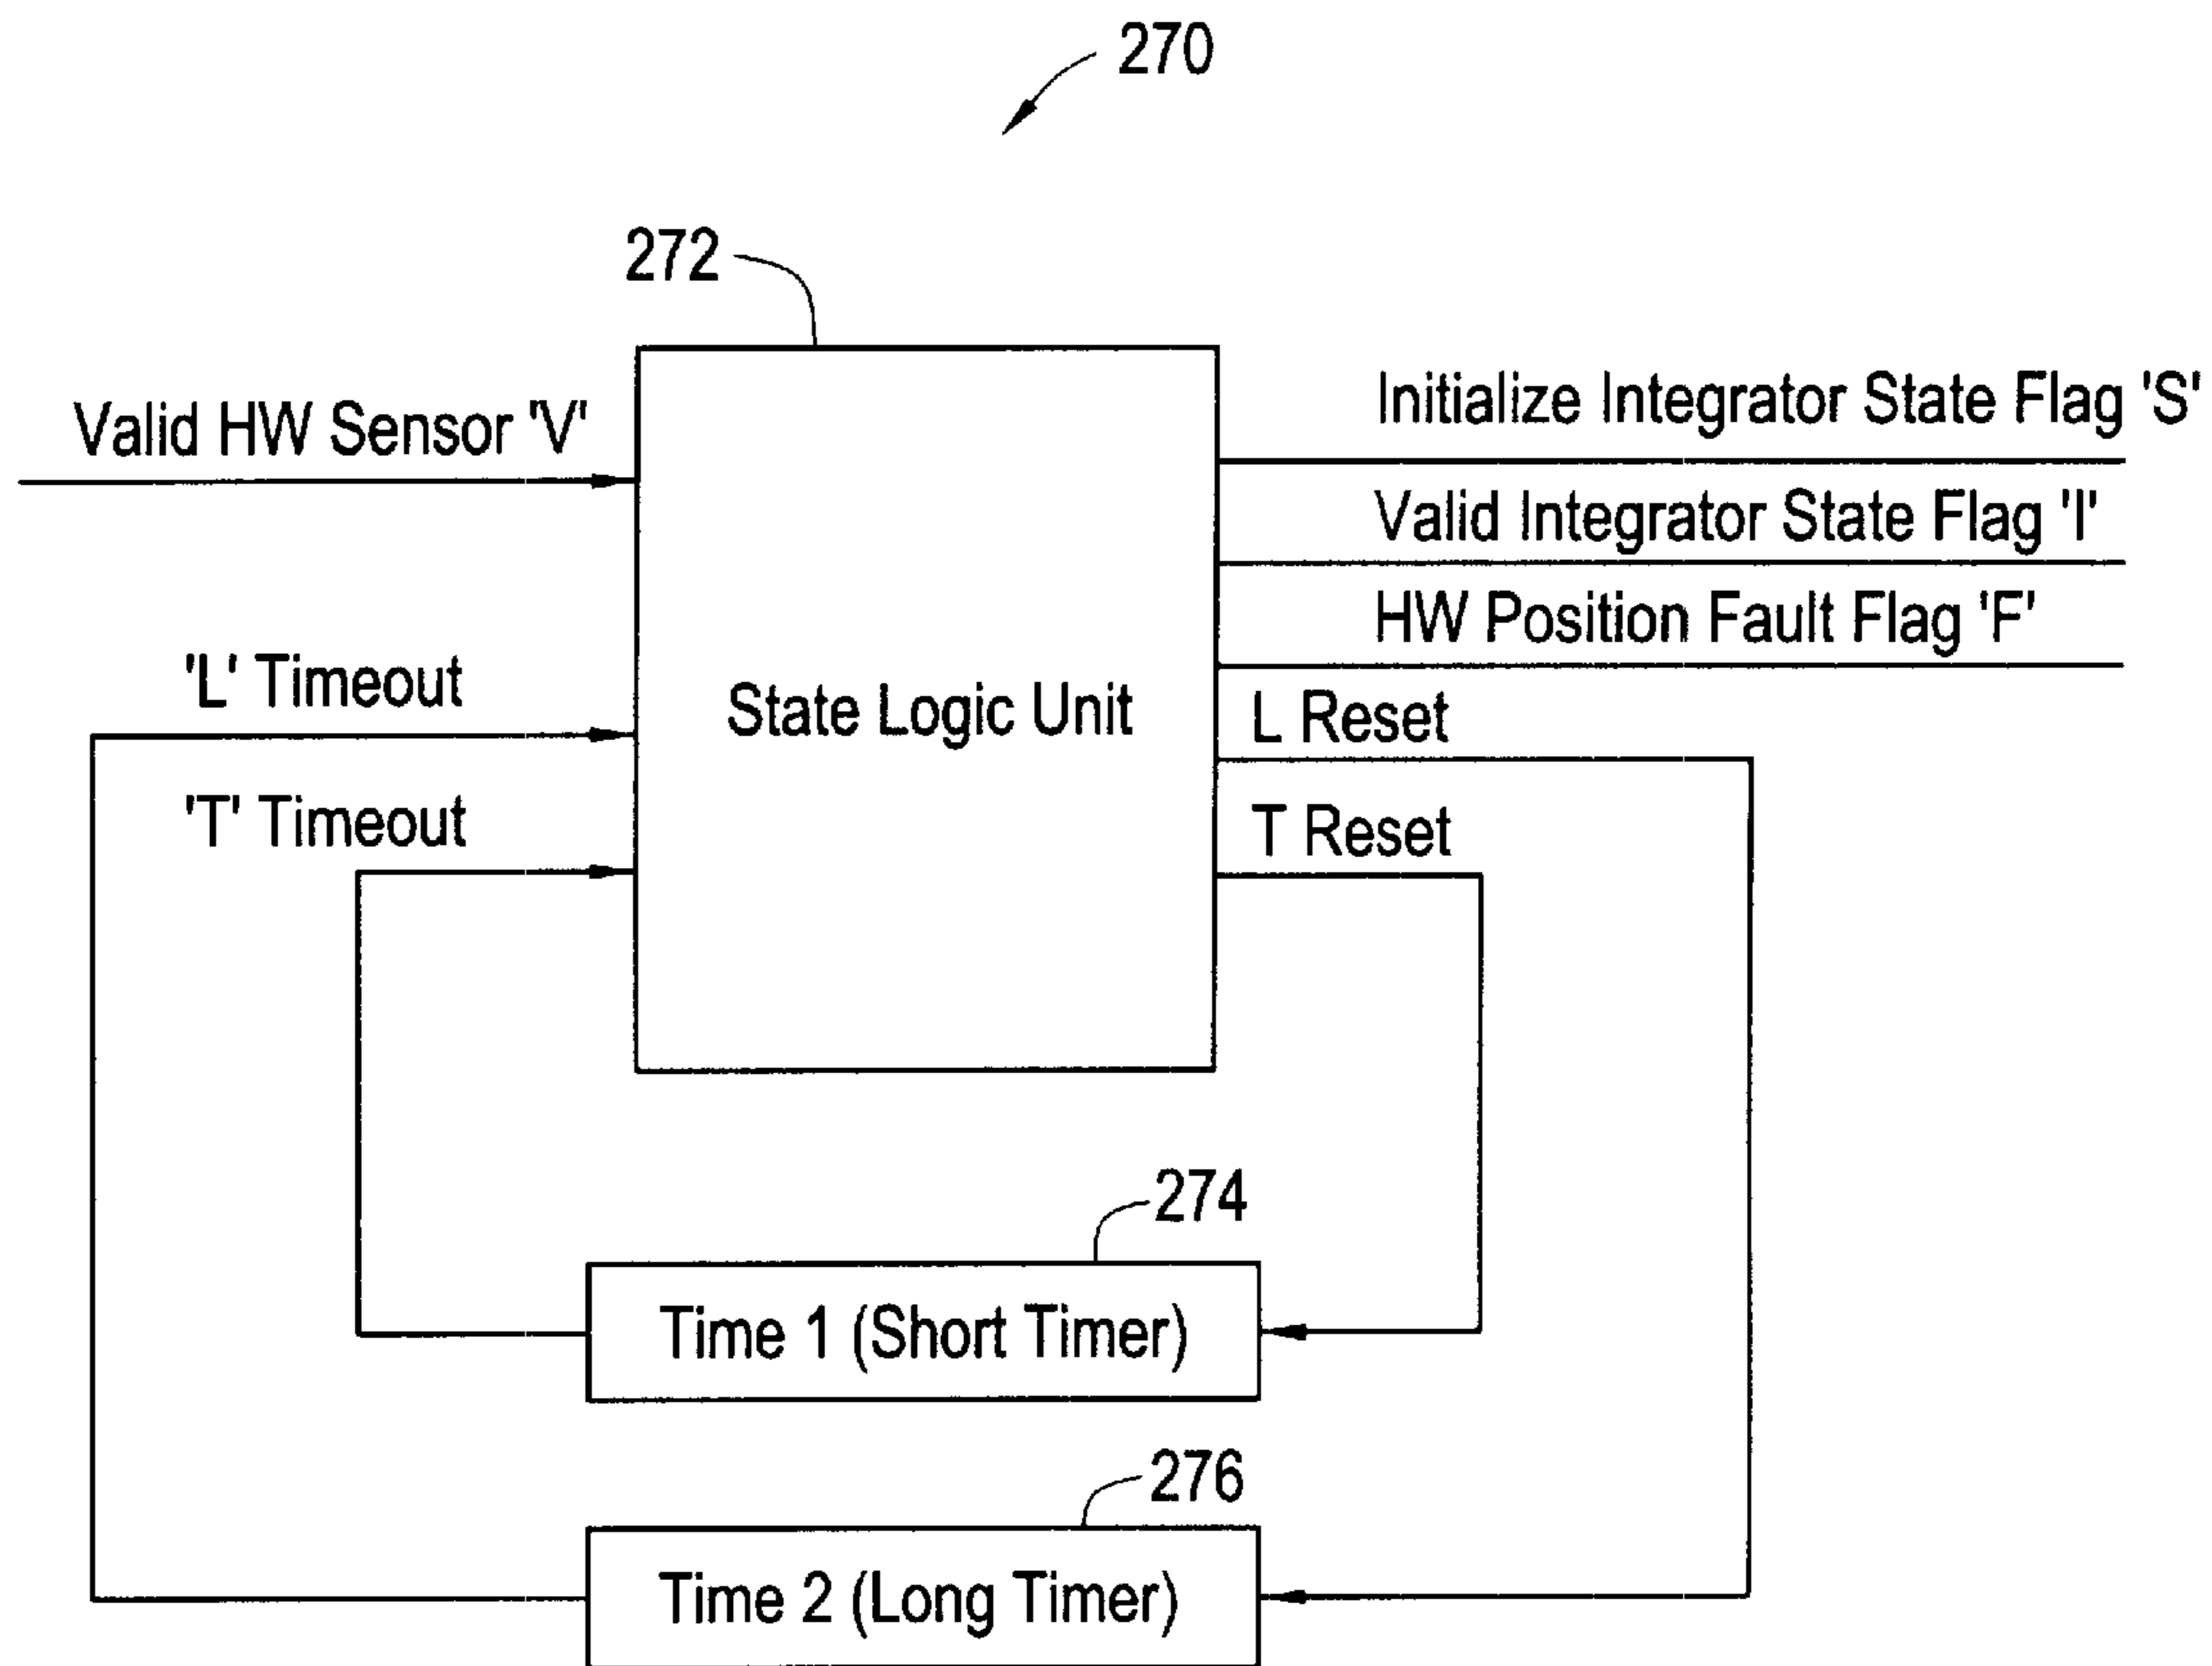 270
272
Valid HW Sensor 'V'
Initialize Integrator State Flag 'S'
Valid Integrator State Flag 'I'
HW Position Fault Flag 'F'
'L' Timeout
State Logic Unit
L Reset
'T' Timeout
T Reset
274
Time 1 (Short Timer)
276
Time 2 (Long Timer)